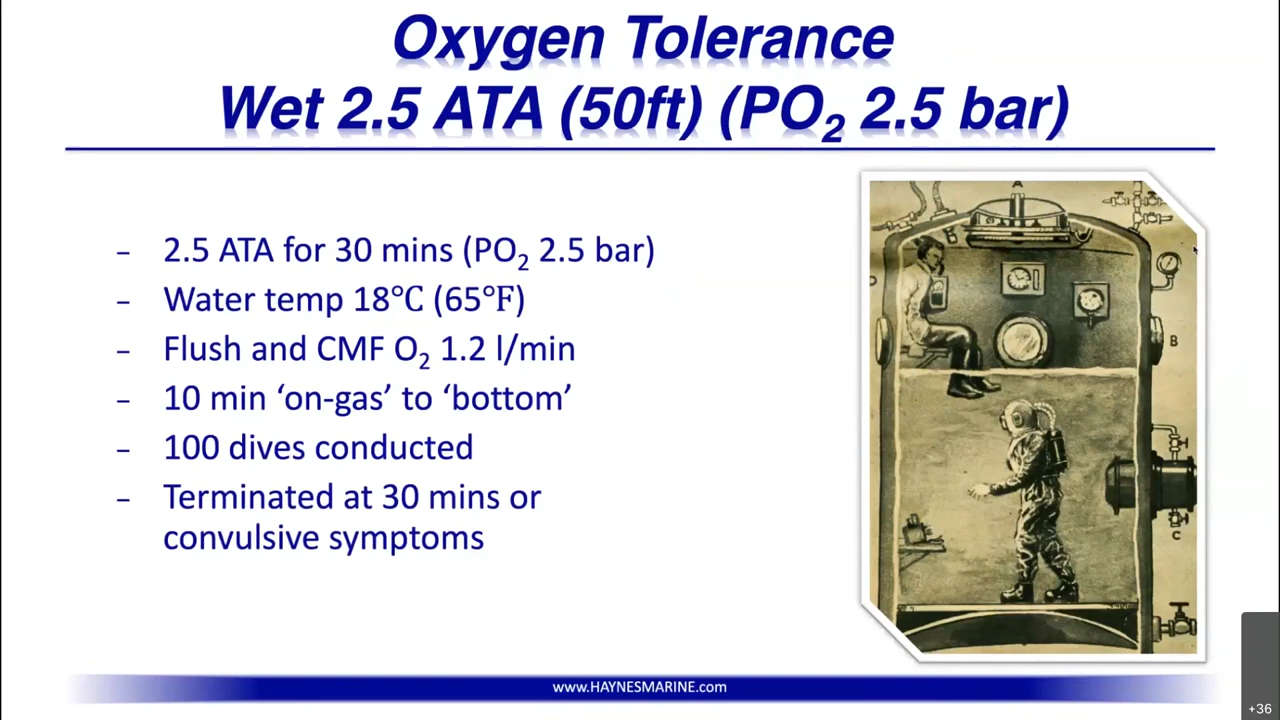 Oxygen Tolerance
Wet 2.5 ATA (50ft) (PO₂ 2.5 bar)
– 2.5 ATA for 30 mins (PO₂ 2.5 bar)
– Water temp 18℃ (65℉)
– Flush and CMF O₂ 1.2 l/min
– 10 min ‘on-gas’ to ‘bottom’
– 100 dives conducted
– Terminated at 30 mins or
convulsive symptoms
A
B
C
www.HAYNESMARINE.com
+36